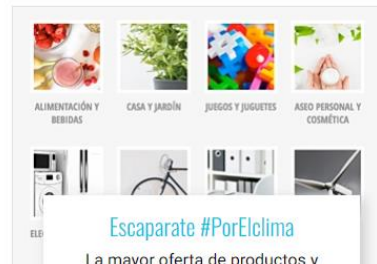 ALIMENTACIÓN Y
BEBIDAS
CASA Y JARDÍN
JUEGOS Y JUGUETES
ASEO PERSONAL Y
COSMÉTICA
Escaparate #PorElclima
La mayor oferta de productos y